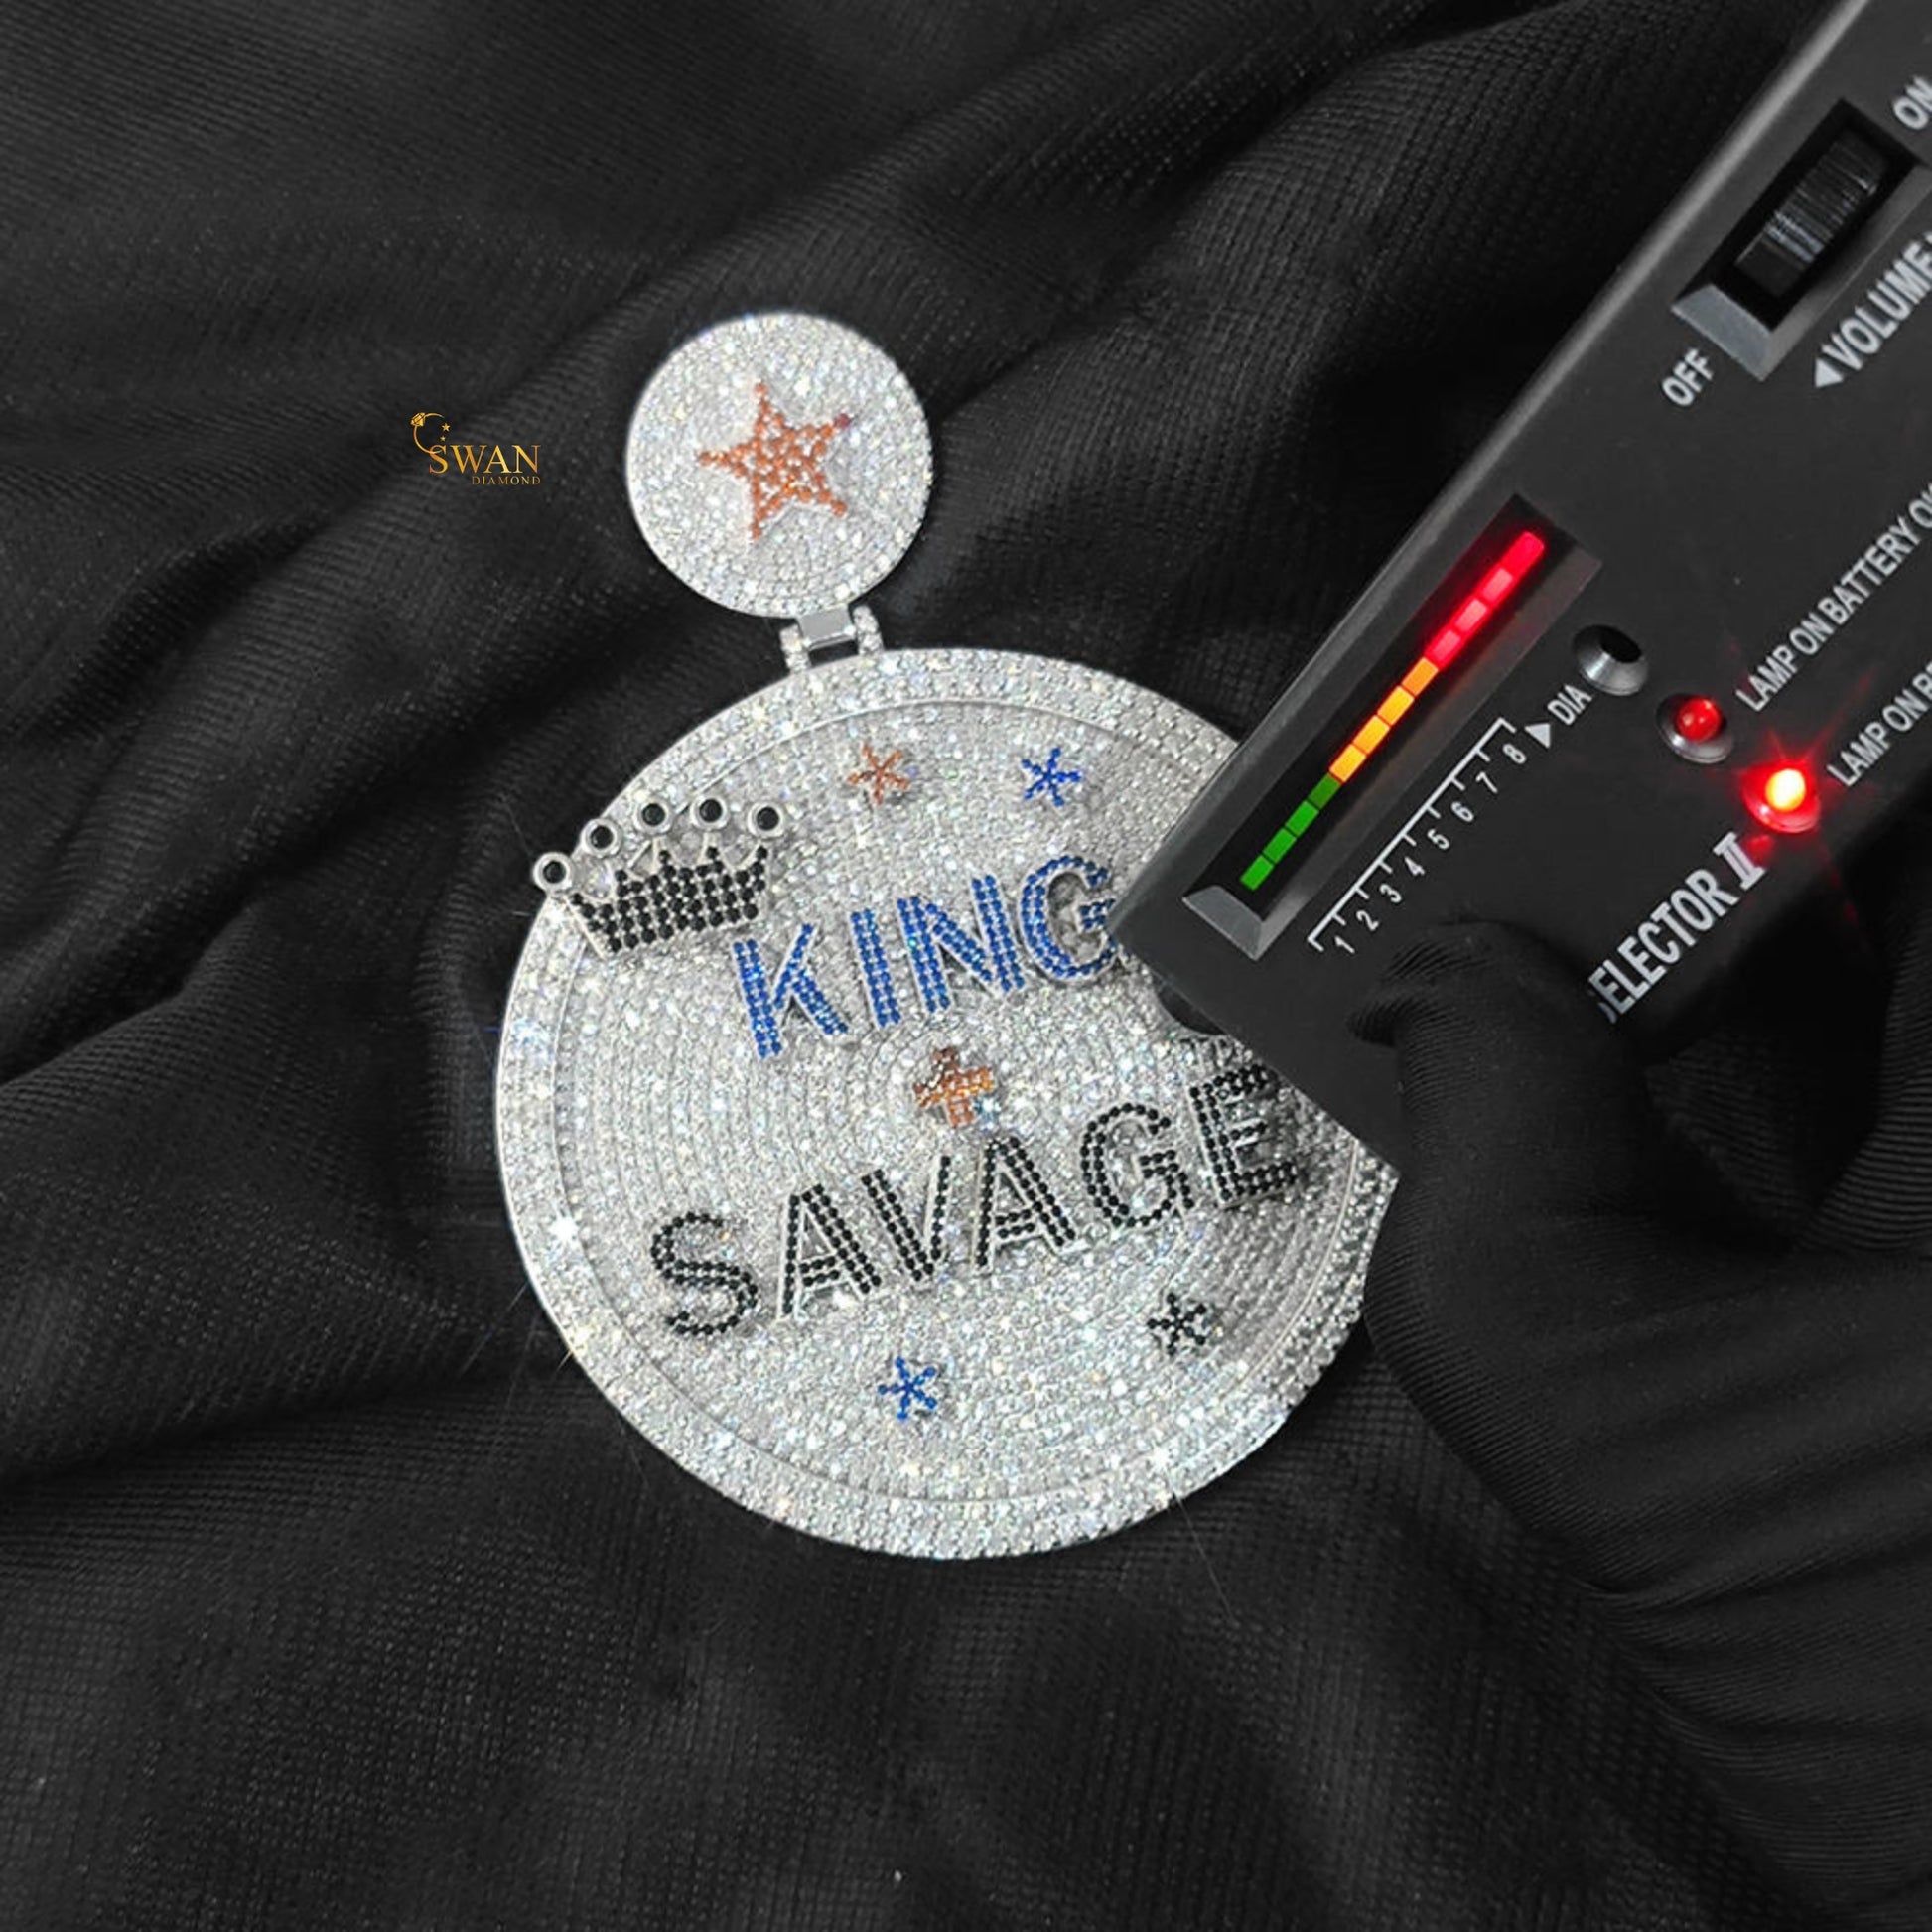 SWAN
DIAMOND
KING
SAVAGE
OFF
ON
VOLUME
DIA
1 2 3 4 5 6 7 8
LAMP ON BATTERY
LAMP ON
SELECTOR II